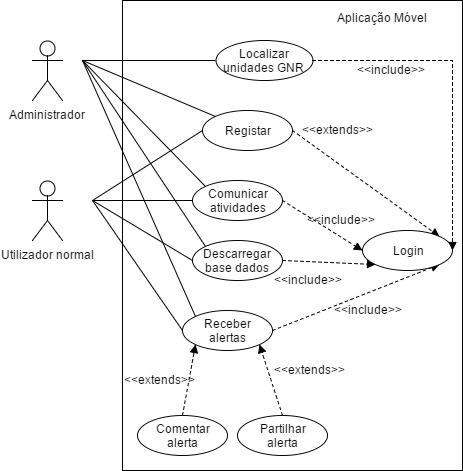 Aplicação Móvel
Localizar
unidades GNR
<<include>>
Administrador
Registar
<<extends>>
Comunicar
atividades
<<include>>
Utilizador normal
Descarregar
base dados
Login
<<include>>
Receber
alertas
<<include>>
<<extends>>
<<extends>>
Comentar
alerta
Partilhar
alerta